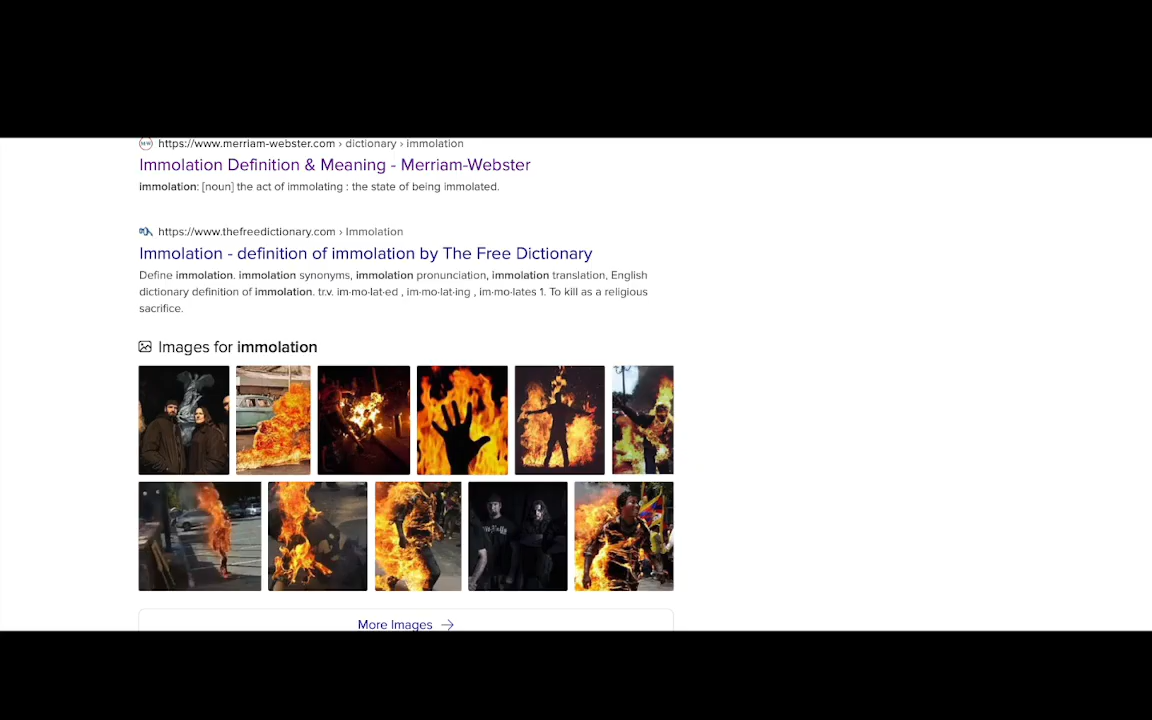 https://www.merriam-webster.com › dictionary › immolation
Immolation Definition & Meaning - Merriam-Webster
immolation: [noun] the act of immolating : the state of being immolated.
https://www.thefreedictionary.com › Immolation
Immolation - definition of immolation by The Free Dictionary
Define immolation. immolation synonyms, immolation pronunciation, immolation translation, English
dictionary definition of immolation. tr.v. im·mo·lat·ed , im·mo·lat·ing , im·mo·lates 1. To kill as a religious
sacrifice.
Images for immolation
More Images →